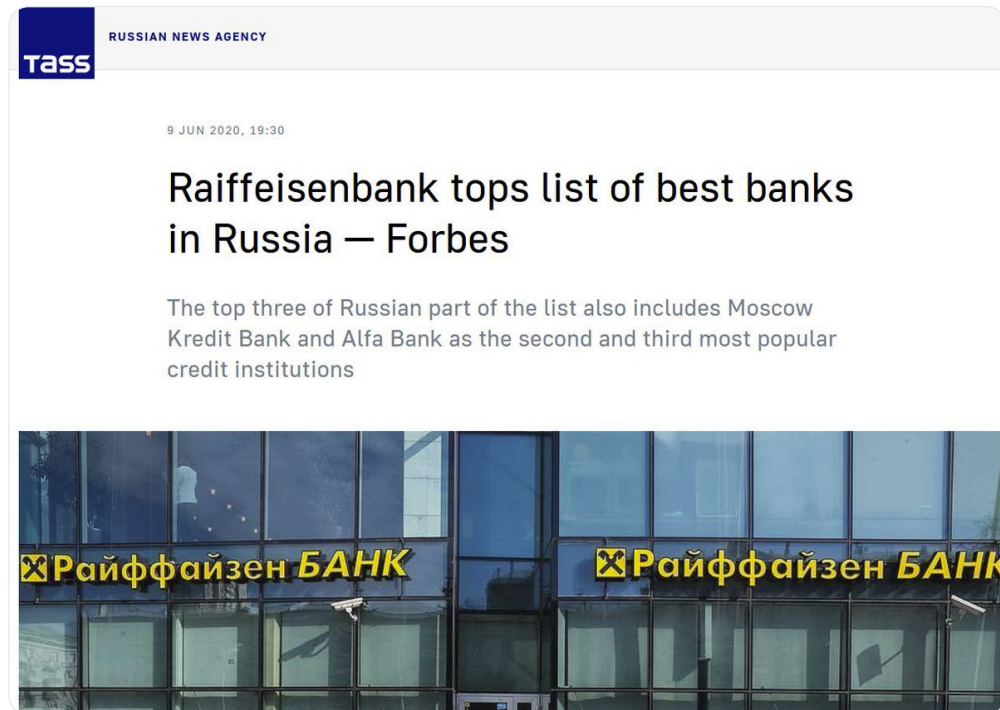 TASS
RUSSIAN NEWS AGENCY
9 JUN 2020, 19:30
Raiffeisenbank tops list of best banks
in Russia — Forbes
The top three of Russian part of the list also includes Moscow
Kredit Bank and Alfa Bank as the second and third most popular
credit institutions
Райффайзен БАНК
Райффайзен БАНК